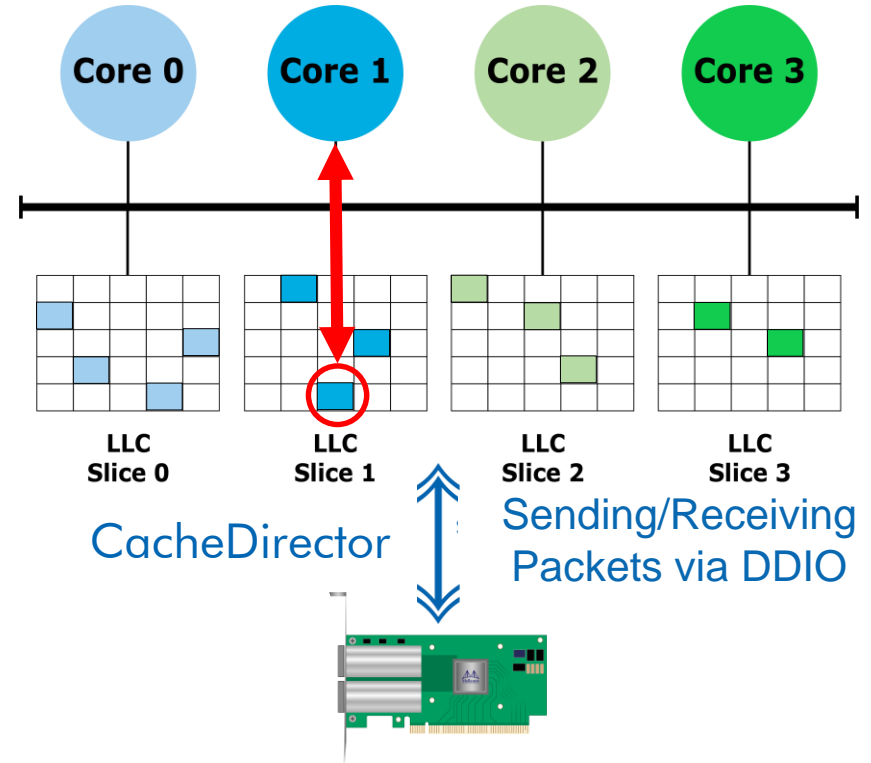 Core 0
Core 1
Core 2
Core 3
LLC
Slice 0
LLC
Slice 1
LLC
Slice 2
LLC
Slice 3
CacheDirector
Sending/Receiving
Packets via DDIO